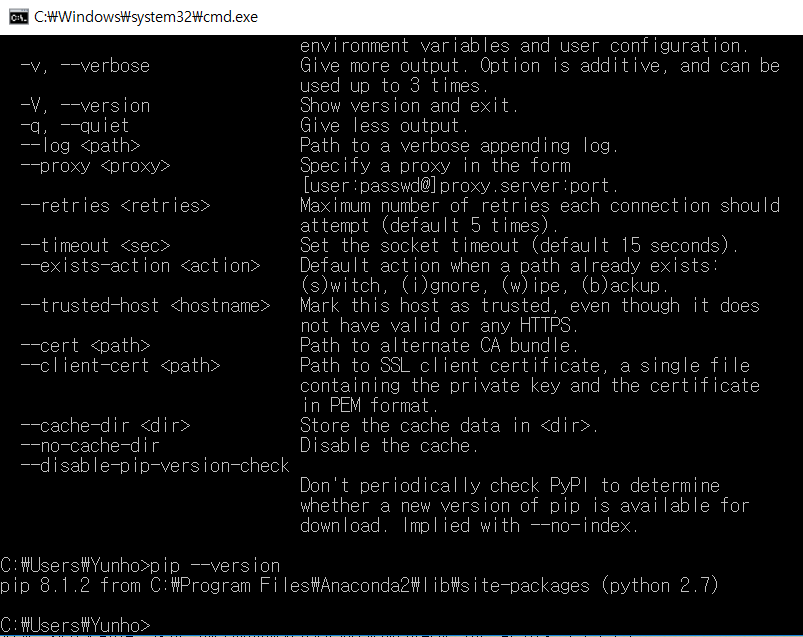 C:₩Windows₩system32₩cmd.exe
environment variables and user configuration.
-v, --verbose Give more output. Option is additive, and can be
used up to 3 times.
-V, --version Show version and exit.
-q, --quiet Give less output.
--log <path> Path to a verbose appending log.
--proxy <proxy> Specify a proxy in the form
[user:passwd@]proxy.server:port.
--retries <retries> Maximum number of retries each connection should
attempt (default 5 times).
--timeout <sec> Set the socket timeout (default 15 seconds).
--exists-action <action> Default action when a path already exists:
(s)witch, (i)gnore, (w)ipe, (b)ackup.
--trusted-host <hostname> Mark this host as trusted, even though it does
not have valid or any HTTPS.
--cert <path> Path to alternate CA bundle.
--client-cert <path> Path to SSL client certificate, a single file
containing the private key and the certificate
in PEM format.
--cache-dir <dir> Store the cache data in <dir>.
--no-cache-dir Disable the cache.
--disable-pip-version-check
Don't periodically check PyPI to determine
whether a new version of pip is available for
download. Implied with --no-index.
C:₩Users₩Yunho>pip --version
pip 8.1.2 from C:₩Program Files₩Anaconda2₩lib₩site-packages (python 2.7)
C:₩Users₩Yunho>